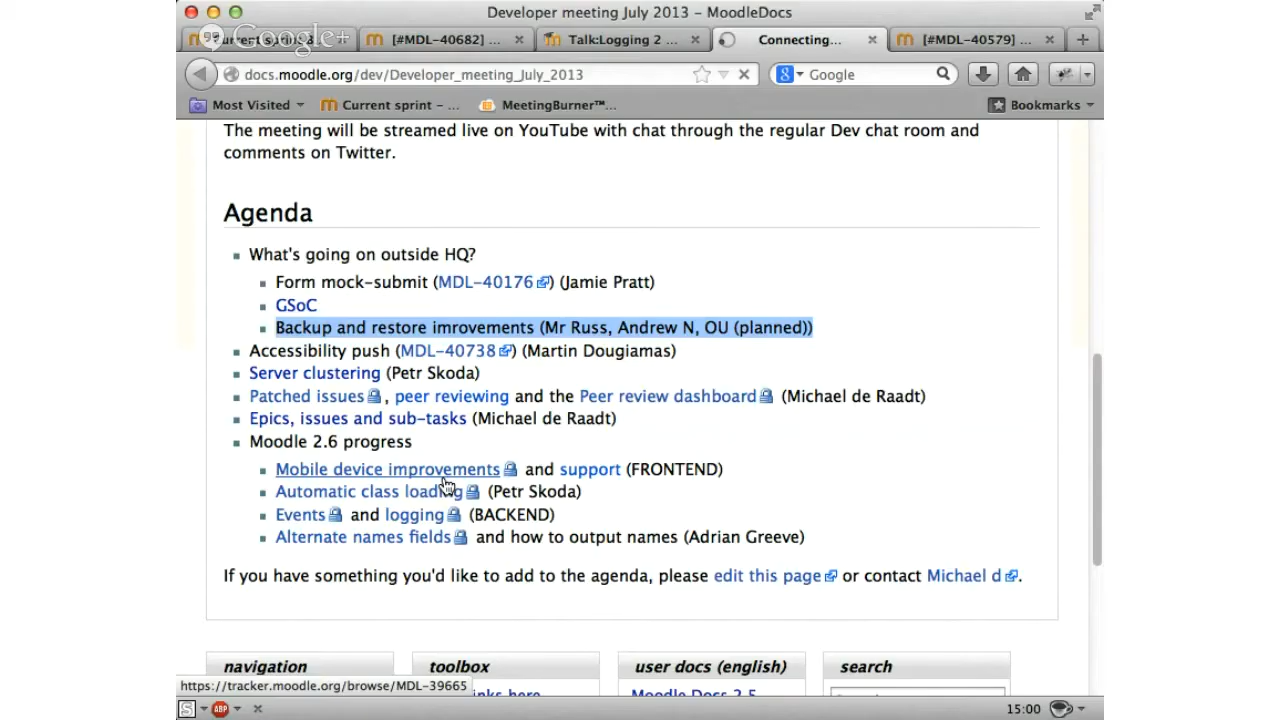 Developer meeting July 2013 – MoodleDocs
Google+
[#MDL-40682] ...
Talk:Logging 2 ...
Connecting...
[#MDL-40579] ...
docs.moodle.org/dev/Developer_meeting_July_2013
Google
Most Visited
Current sprint – ...
MeetingBurner™...
Bookmarks
The meeting will be streamed live on YouTube with chat through the regular Dev chat room and
comments on Twitter.
Agenda
What's going on outside HQ?
Form mock-submit (MDL-40176) (Jamie Pratt)
GSoC
Backup and restore imrovements (Mr Russ, Andrew N, OU (planned))
Accessibility push (MDL-40738) (Martin Dougiamas)
Server clustering (Petr Skoda)
Patched issues, peer reviewing and the Peer review dashboard (Michael de Raadt)
Epics, issues and sub-tasks (Michael de Raadt)
Moodle 2.6 progress
Mobile device improvements and support (FRONTEND)
Automatic class loading (Petr Skoda)
Events and logging (BACKEND)
Alternate names fields and how to output names (Adrian Greeve)
If you have something you'd like to add to the agenda, please edit this page or contact Michael d.
navigation
toolbox
user docs (english)
search
https://tracker.moodle.org/browse/MDL-39665
links here
Moodle Docs 2.5
ABP
15:00